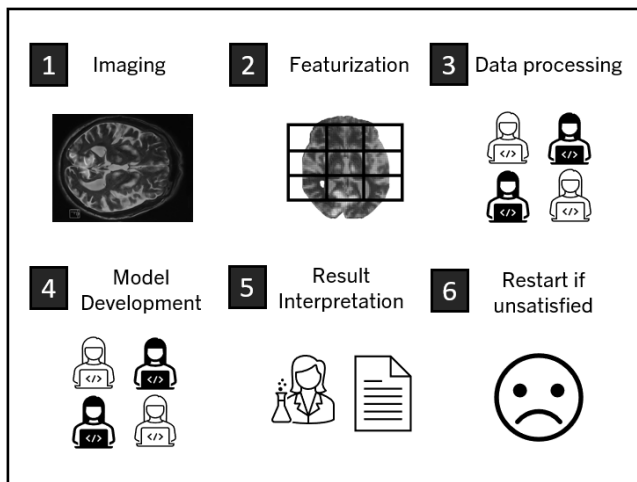 1 Imaging
2 Featurization
3 Data processing
</>
</>
</>
</>
4 Model
Development
5 Result
Interpretation
6 Restart if
unsatisfied
</>
</>
</>
</>